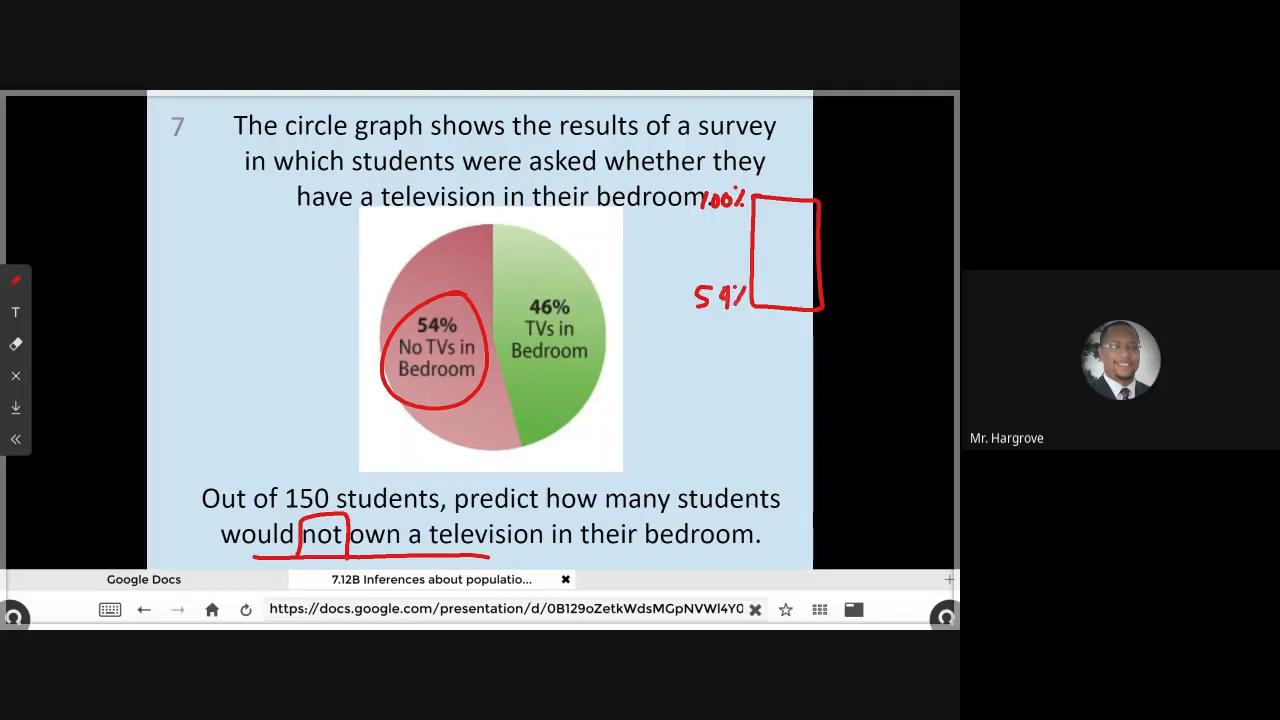 7
The circle graph shows the results of a survey
in which students were asked whether they
have a television in their bedroom.
100%
54%
54%
No TVs in
Bedroom
46%
TVs in
Bedroom
T
Mr. Hargrove
Out of 150 students, predict how many students
would not own a television in their bedroom.
Google Docs
7.12B Inferences about populatio...
https://docs.google.com/presentation/d/0B129oZetkWdsMGpNVWl4Y0